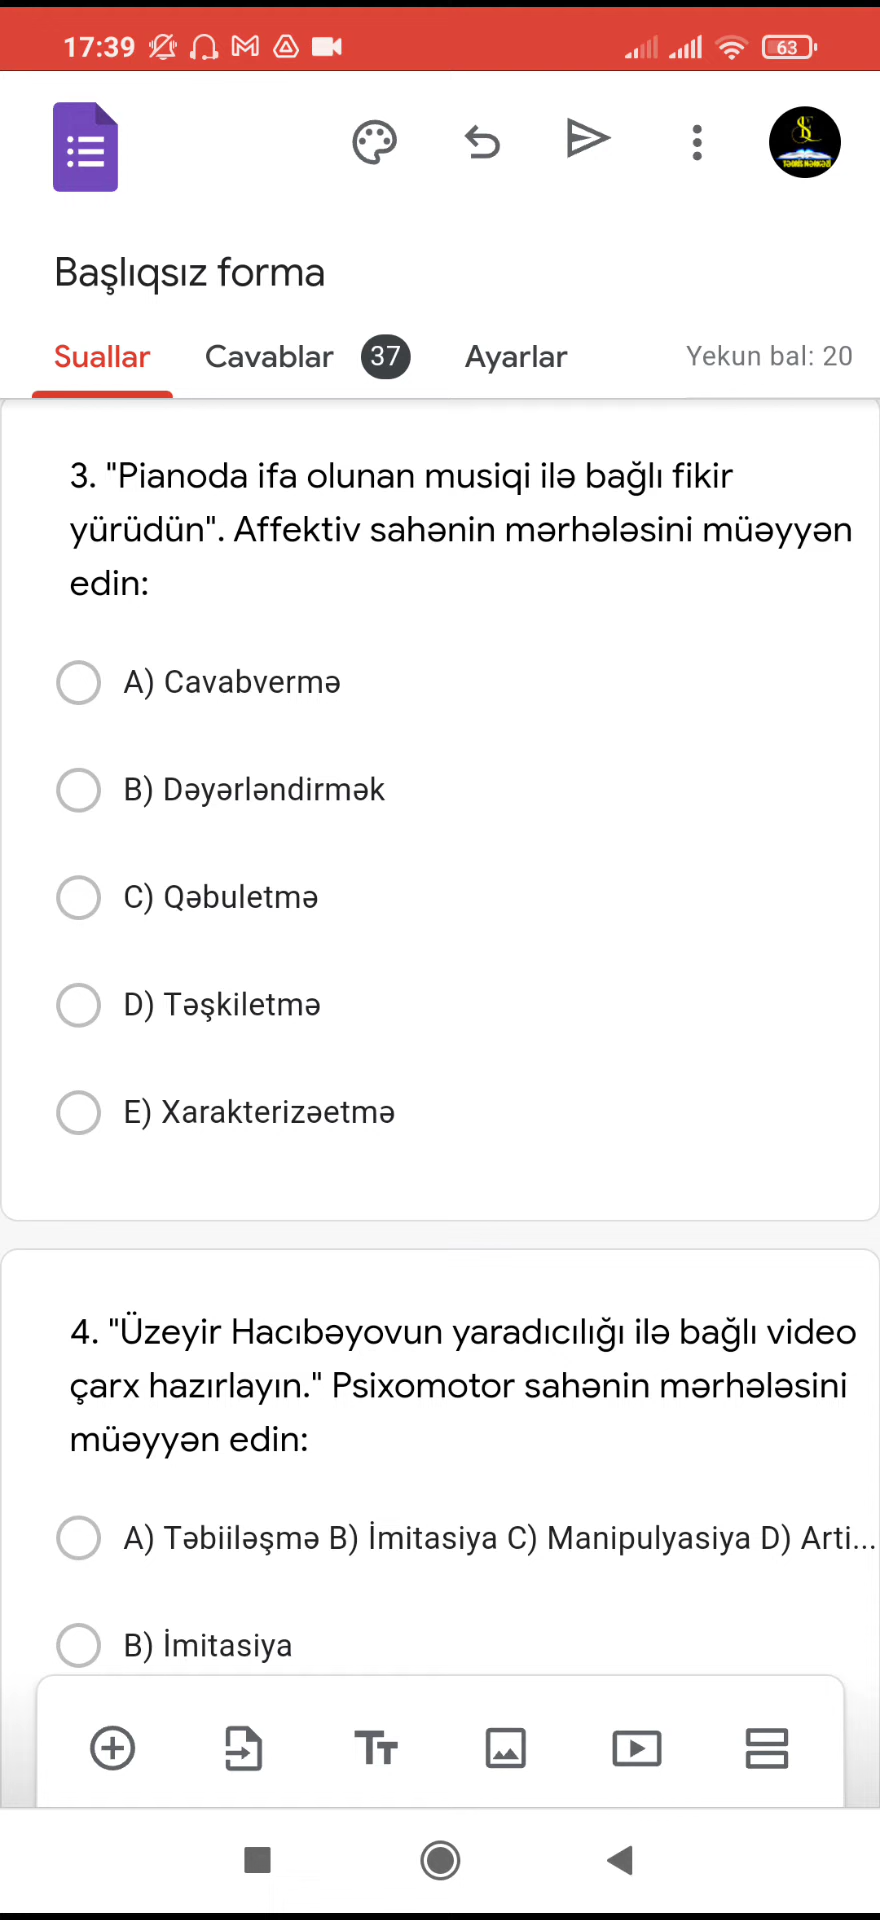 17:39
63
Başlıqsız forma
Suallar Cavablar 37 Ayarlar Yekun bal: 20
3. "Pianoda ifa olunan musiqi ilə bağlı fikir
yürüdün". Affektiv sahənin mərhələsini müəyyən
edin:
A) Cavabvermə
B) Dəyərləndirmək
C) Qəbuletmə
D) Təşkiletmə
E) Xarakterizəetmə
4. "Üzeyir Hacıbəyovun yaradıcılığı ilə bağlı video
çarx hazırlayın." Psixomotor sahənin mərhələsini
müəyyən edin:
A) Təbiiləşmə B) İmitasiya C) Manipulyasiya D) Arti...
B) İmitasiya